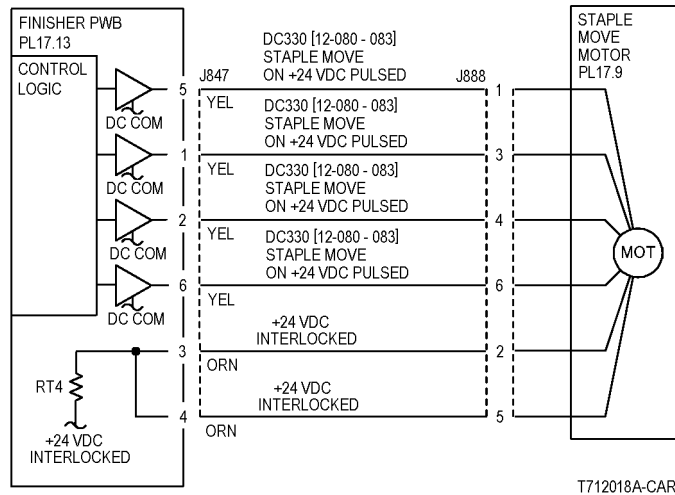 FINISHER PWB
PL17.13
CONTROL
LOGIC
DC COM
DC COM
DC COM
DC COM
RT4
+24 VDC
INTERLOCKED
5
1
2
6
3
4
J847
YEL
YEL
YEL
YEL
ORN
ORN
DC330 [12-080 - 083]
STAPLE MOVE
ON +24 VDC PULSED
DC330 [12-080 - 083]
STAPLE MOVE
ON +24 VDC PULSED
DC330 [12-080 - 083]
STAPLE MOVE
ON +24 VDC PULSED
DC330 [12-080 - 083]
STAPLE MOVE
ON +24 VDC PULSED
+24 VDC
INTERLOCKED
+24 VDC
INTERLOCKED
J888
1
3
4
6
2
5
STAPLE
MOVE
MOTOR
PL17.9
MOT
T712018A-CAR